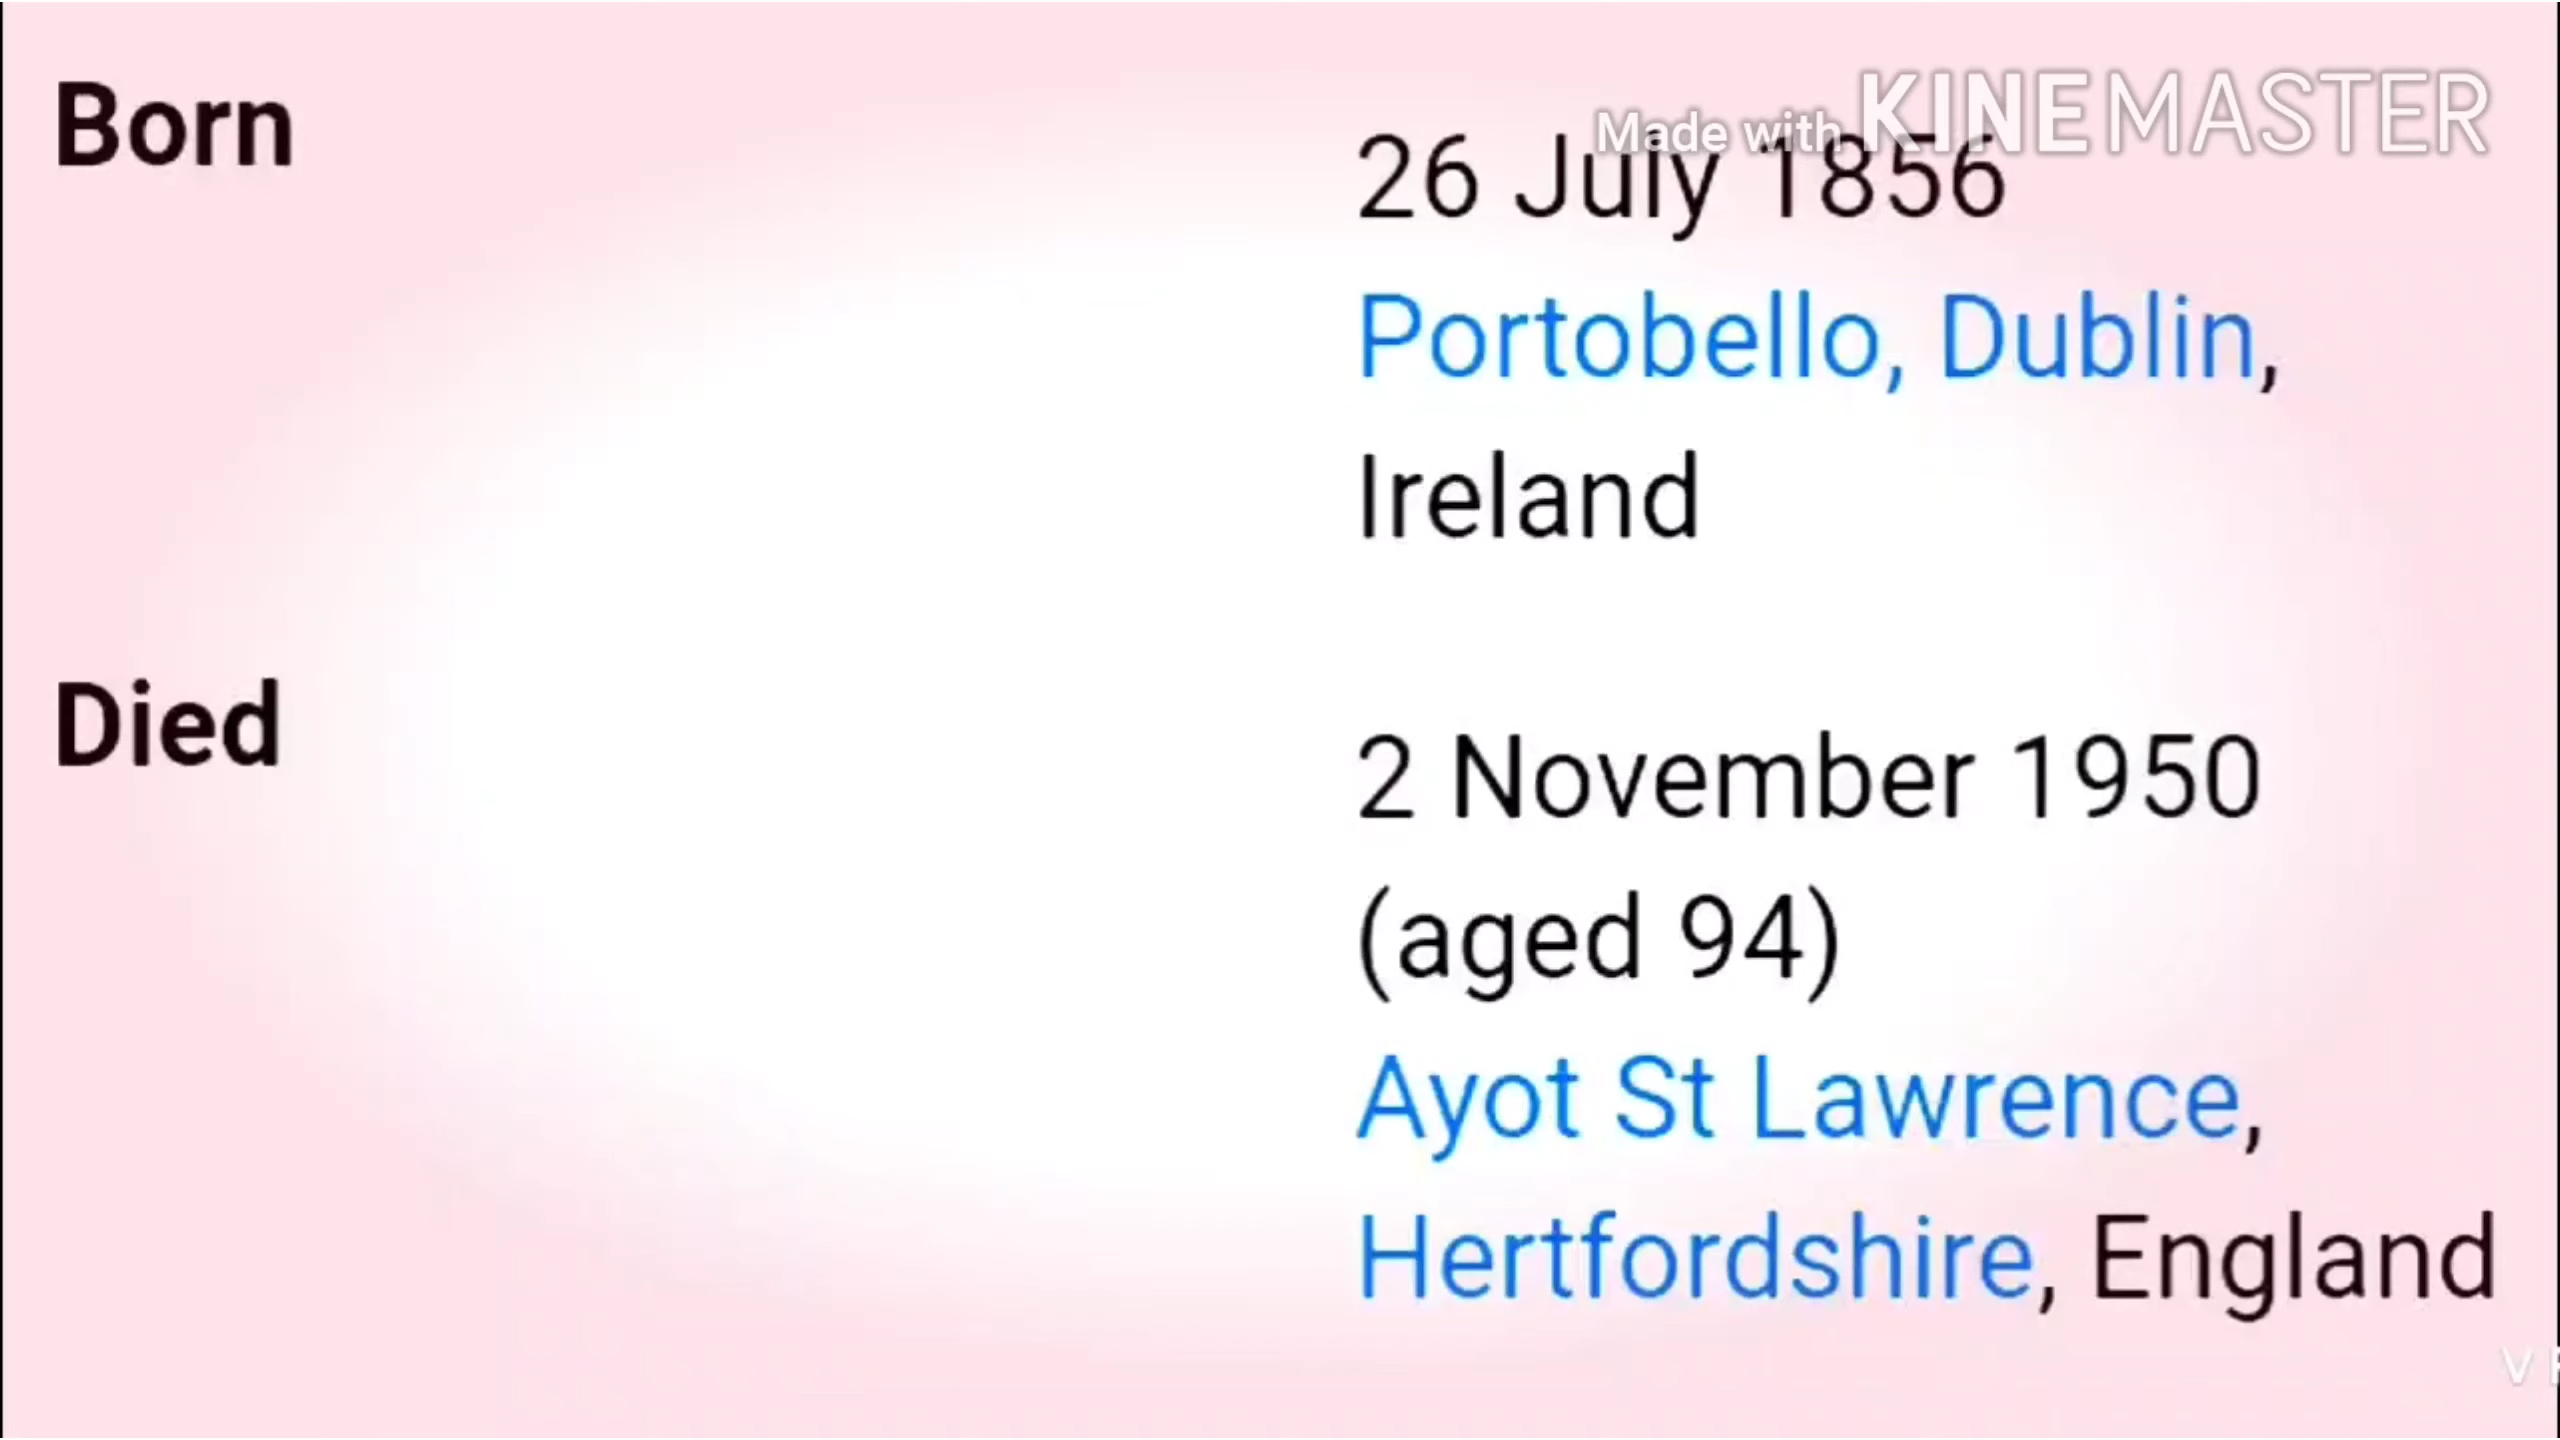 Made with KINEMASTER
Born
26 July 1856
Portobello, Dublin,
Ireland
Died
2 November 1950
(aged 94)
Ayot St Lawrence,
Hertfordshire, England
V